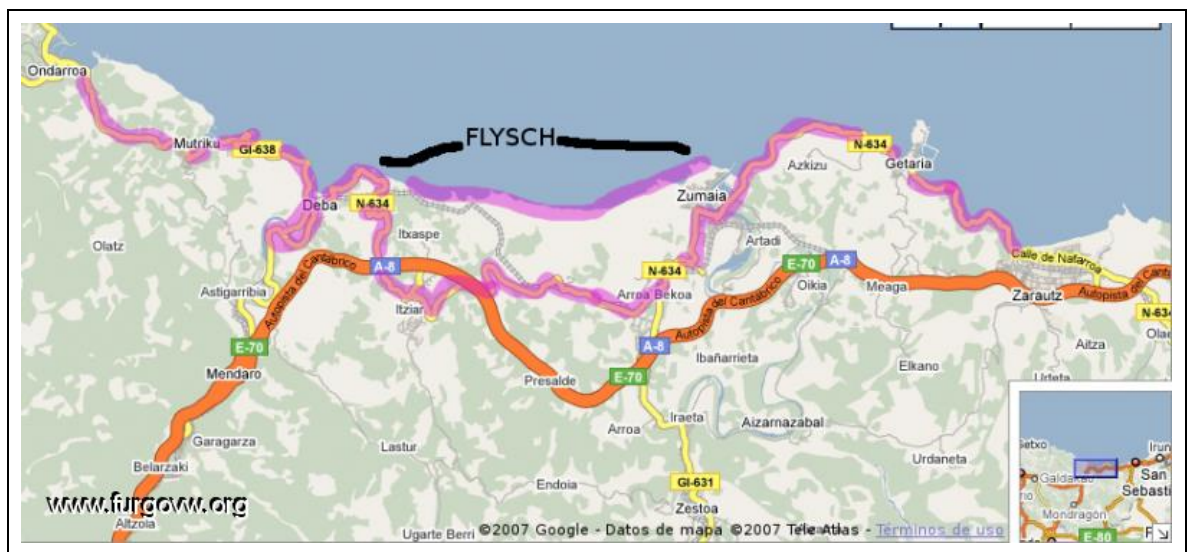 Ondarroa
Mutriku
GI-638
FLYSCH
Deba
N-634
Zumaia
Azkizu
N-634
Getaria
Olatz
Itxaspe
Artadi
Calle de Nafarroa
A-8
N-634
E-70
A-8
Oikia
Meaga
Zarautz
Autopista del Cantábrico
Astigarribia
Itziar
Arroa Bekoa
Autopista del Cantábrico
Autopista del
N-634
A-8
Ibañarrieta
Aitza
E-70
Mendaro
Presalde
E-70
Elkano
Urteta
Iraeta
Arroa
Aizarnazabal
Garagarza
Lastur
Urdaneta
Belarzaki
Endoia
GI-631
Zestoa
www.furgovw.org
Altzola
Ugarte Berri
©2007 Google - Datos de mapa ©2007 Tele Atlas - Términos de uso
Galdakao
San
Sebasti
Mondragón
E-80